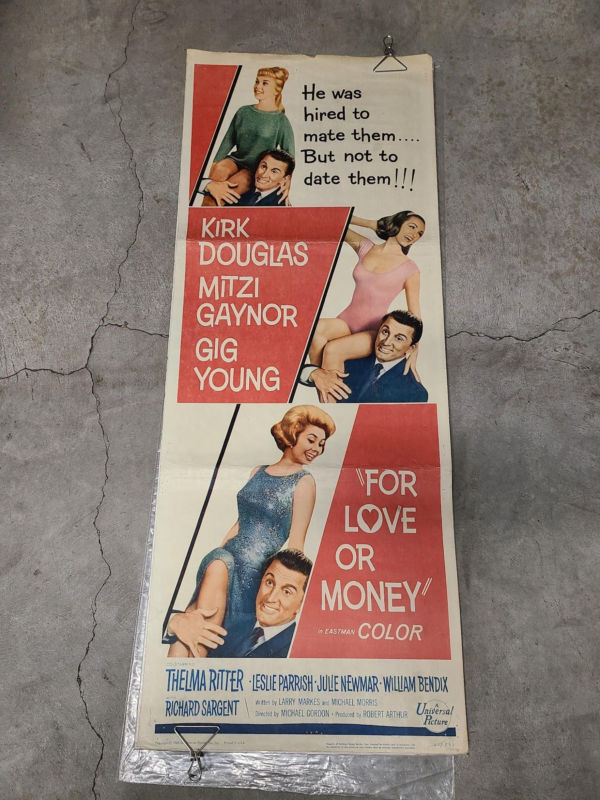 He was
hired to
mate them....
But not to
date them!!!
KIRK
DOUGLAS
MITZI
GAYNOR
GIG
YOUNG
"FOR
LOVE
OR
MONEY"
in EASTMAN COLOR
THELMA RITTER · LESLIE PARRISH · JULIE NEWMAR · WILLIAM BENDIX
RICHARD SARGENT
Written by LARRY MARKES and MICHAEL MORRIS
Directed by MICHAEL GORDON · Produced by ROBERT ARTHUR
A
Universal
Picture